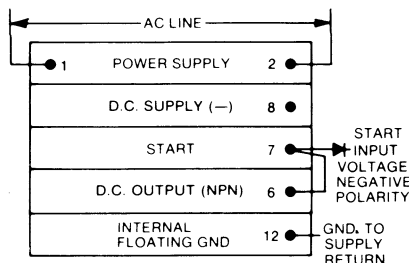 AC LINE
1 POWER SUPPLY 2
D.C. SUPPLY (—) 8
START 7
START
INPUT
VOLTAGE
NEGATIVE
POLARITY
D.C. OUTPUT (NPN) 6
INTERNAL
FLOATING GND 12
GND. TO
SUPPLY
RETURN